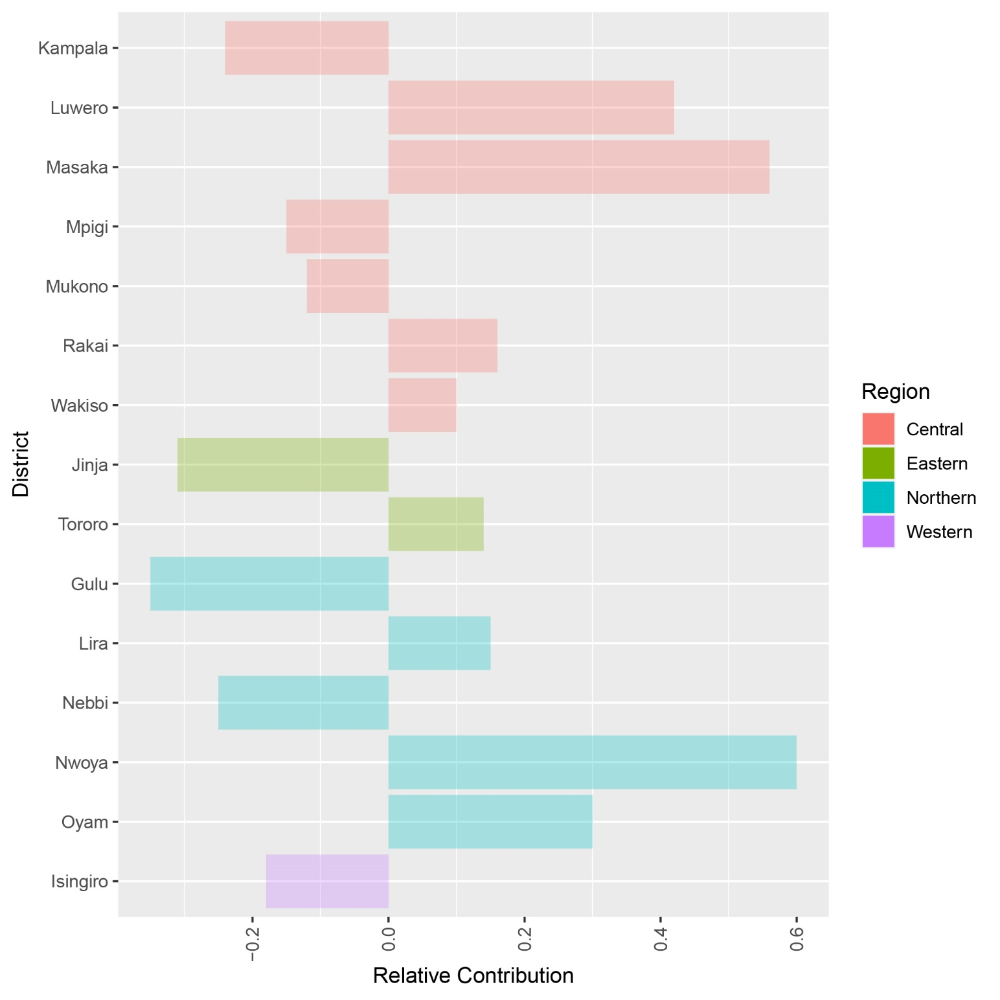 Kampala
Luwero
Masaka
Mpigi
Mukono
Rakai
Wakiso
Jinja
Tororo
Gulu
Lira
Nebbi
Nwoya
Oyam
Isingiro
District
−0.2
0.0
0.2
0.4
0.6
Relative Contribution
Region
Central
Eastern
Northern
Western